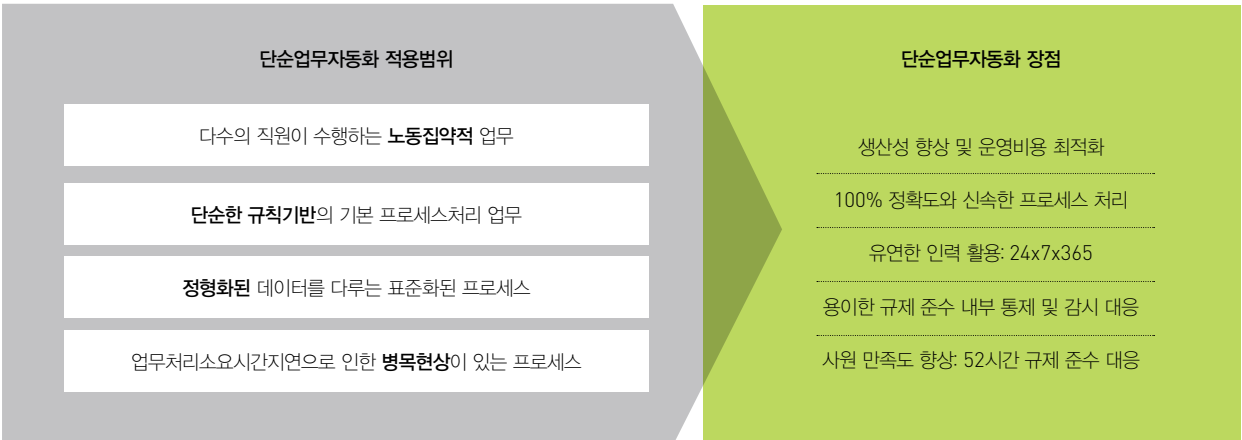 단순업무자동화 적용범위
다수의 직원이 수행하는 노동집약적 업무
단순한 규칙기반의 기본 프로세스처리 업무
정형화된 데이터를 다루는 표준화된 프로세스
업무처리소요시간지연으로 인한 병목현상이 있는 프로세스
단순업무자동화 장점
생산성 향상 및 운영비용 최적화
100% 정확도와 신속한 프로세스 처리
유연한 인력 활용: 24x7x365
용이한 규제 준수 내부 통제 및 감시 대응
사원 만족도 향상: 52시간 규제 준수 대응